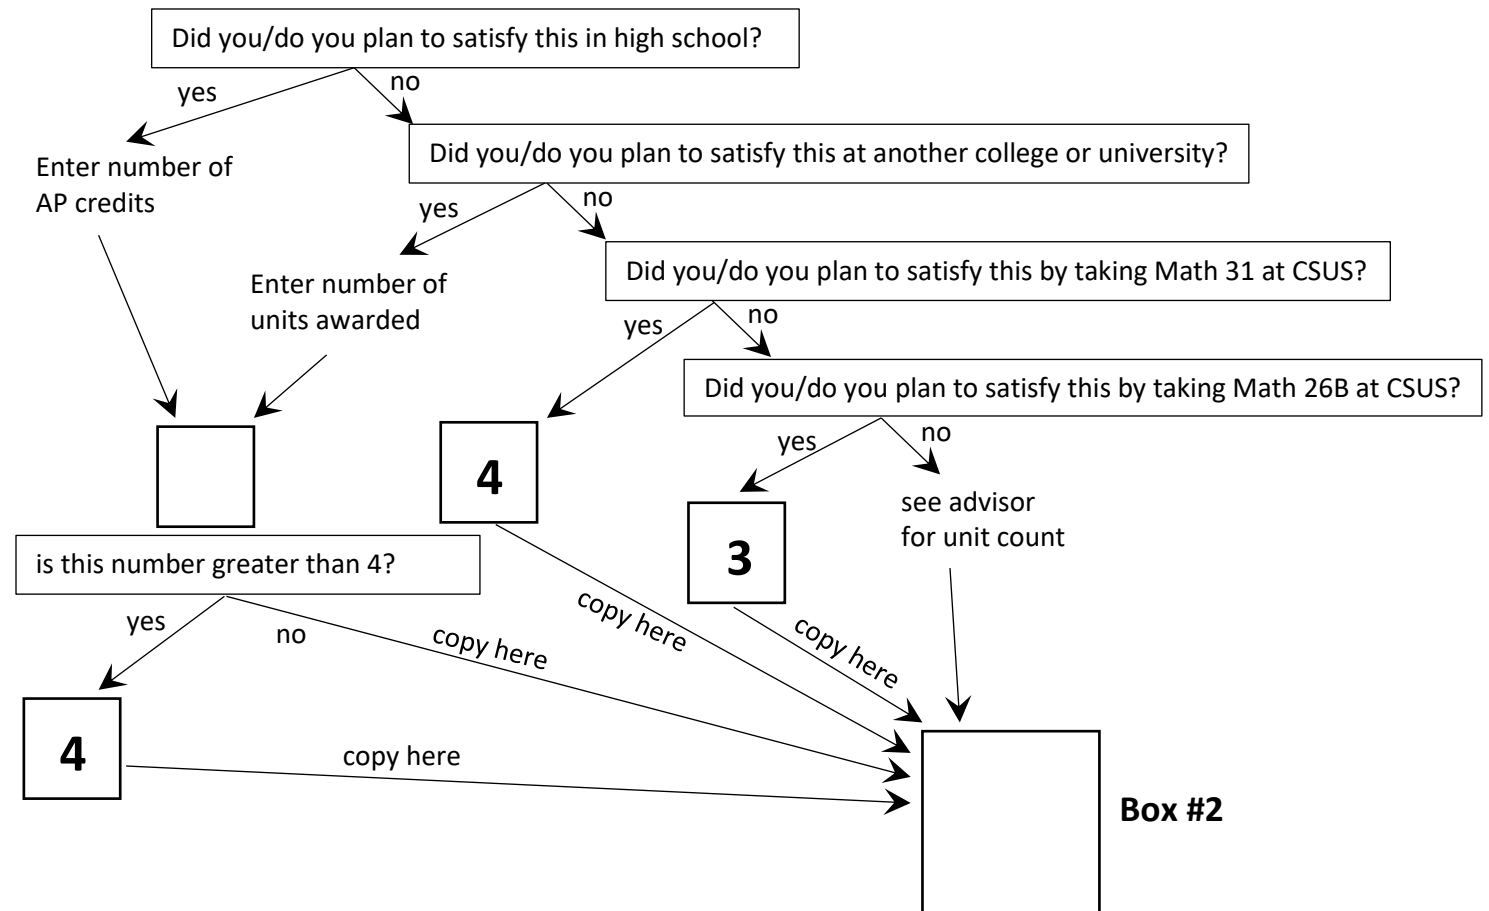 Did you/do you plan to satisfy this in high school?
yes
no
Did you/do you plan to satisfy this at another college or university?
Enter number of
AP credits
yes
no
Did you/do you plan to satisfy this by taking Math 31 at CSUS?
Enter number of
units awarded
yes
no
Did you/do you plan to satisfy this by taking Math 26B at CSUS?
yes
no
4
see advisor
for unit count
3
is this number greater than 4?
yes
no
copy here
copy here
copy here
4
copy here
Box #2